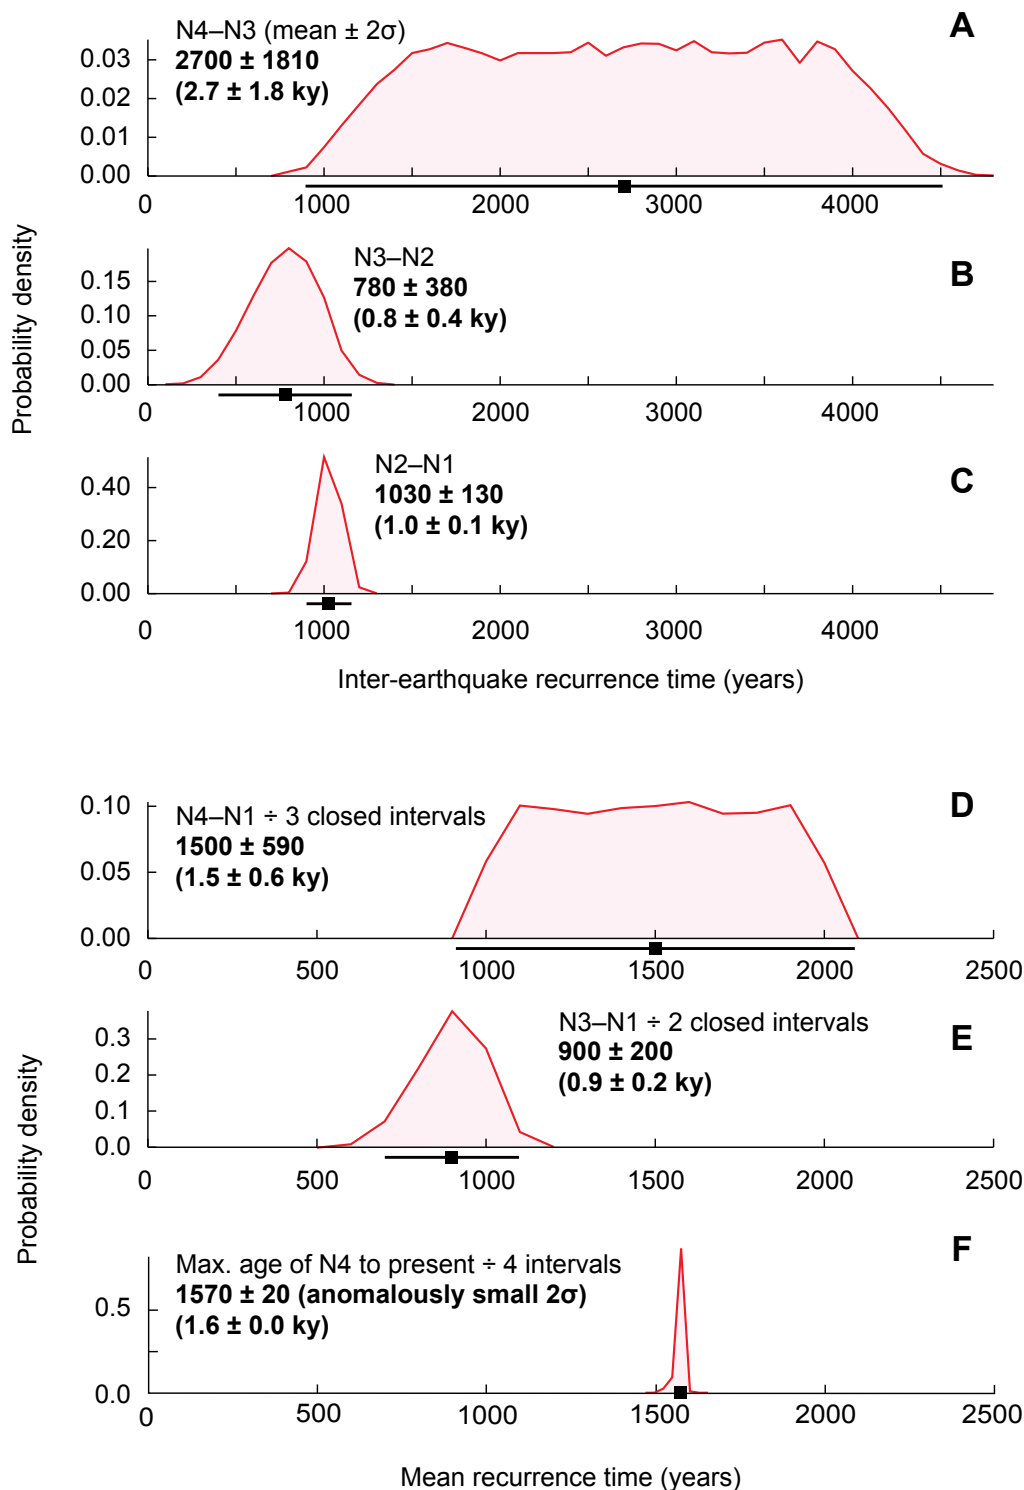 A
N4–N3 (mean ± 2σ)
2700 ± 1810
(2.7 ± 1.8 ky)
0.03
0.02
0.01
0.00
0 1000 2000 3000 4000
B
N3–N2
780 ± 380
(0.8 ± 0.4 ky)
0.15
0.10
0.05
0.00
0 1000 2000 3000 4000
Probability density
C
N2–N1
1030 ± 130
(1.0 ± 0.1 ky)
0.40
0.20
0.00
0 1000 2000 3000 4000
Inter-earthquake recurrence time (years)
D
N4–N1 ÷ 3 closed intervals
1500 ± 590
(1.5 ± 0.6 ky)
0.10
0.05
0.00
0 500 1000 1500 2000 2500
E
N3–N1 ÷ 2 closed intervals
900 ± 200
(0.9 ± 0.2 ky)
0.3
0.2
0.1
0.0
0 500 1000 1500 2000 2500
Probability density
F
Max. age of N4 to present ÷ 4 intervals
1570 ± 20 (anomalously small 2σ)
(1.6 ± 0.0 ky)
0.5
0.0
0 500 1000 1500 2000 2500
Mean recurrence time (years)